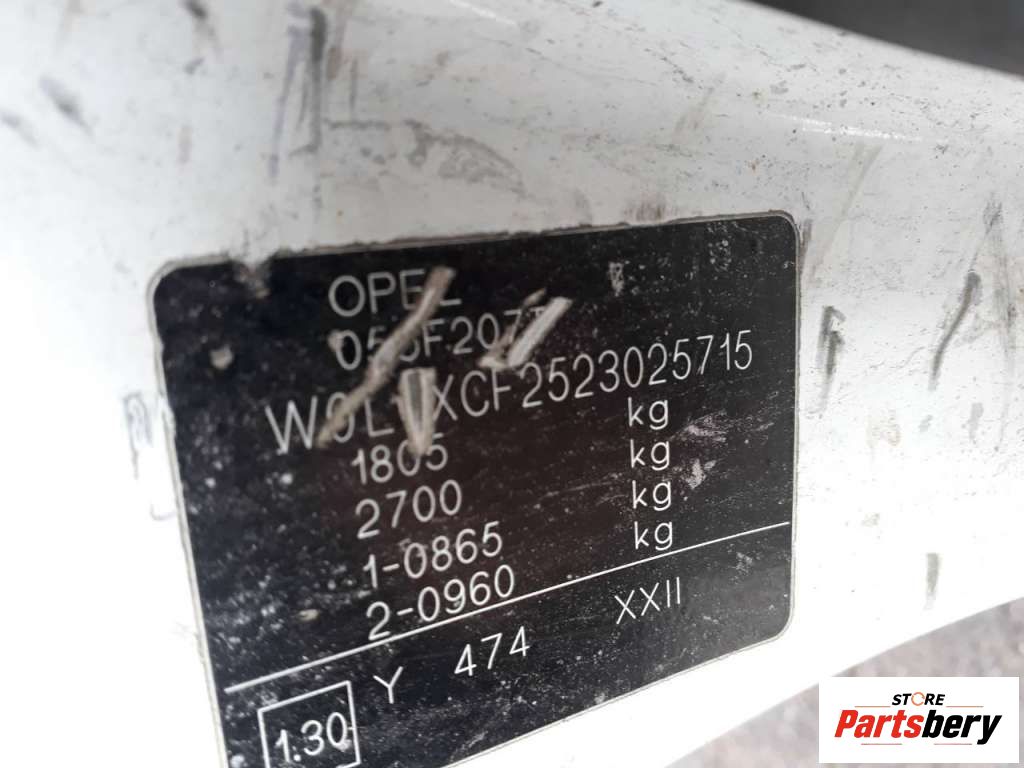 OPEL
1805 kg
2700 kg
1-0865 kg
2-0960 kg
Y 474 XXII
1.30
STORE
Partsbery